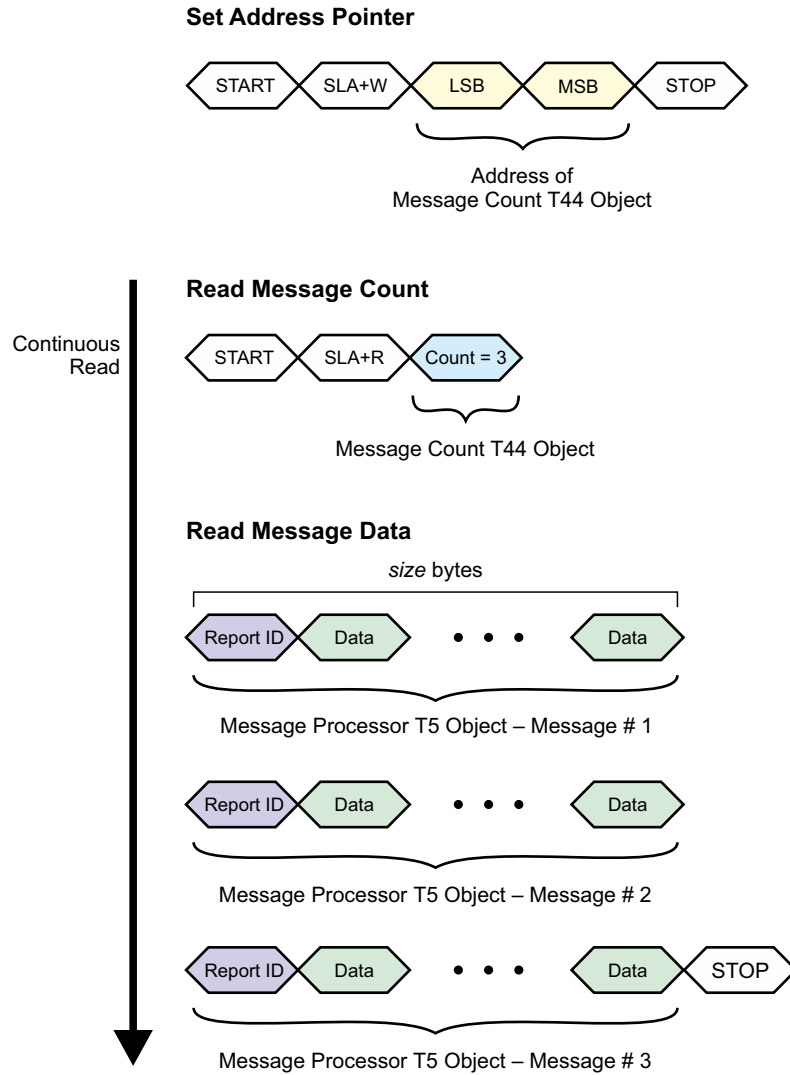 Set Address Pointer
START SLA+W LSB MSB STOP
Address of
Message Count T44 Object
Read Message Count
Continuous
Read
START SLA+R Count = 3
Message Count T44 Object
Read Message Data
size bytes
Report ID Data • • • Data
Message Processor T5 Object – Message # 1
Report ID Data • • • Data
Message Processor T5 Object – Message # 2
Report ID Data • • • Data STOP
Message Processor T5 Object – Message # 3